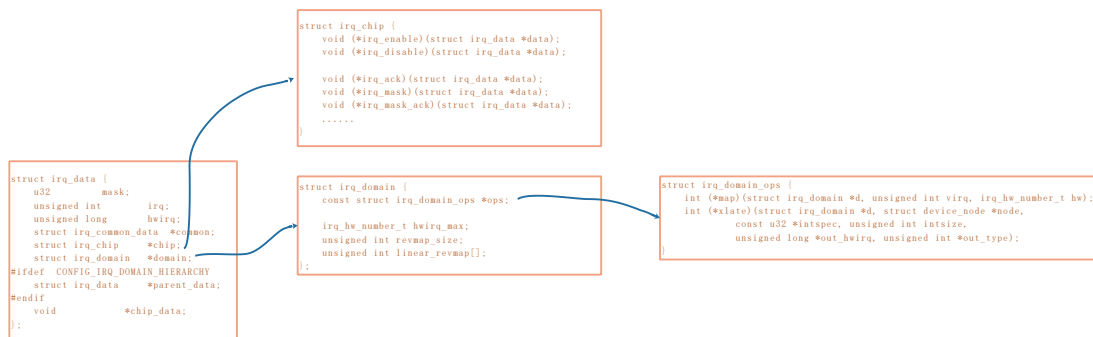 struct irq_chip {
    void (*irq_enable)(struct irq_data *data);
    void (*irq_disable)(struct irq_data *data);
    void (*irq_ack)(struct irq_data *data);
    void (*irq_mask)(struct irq_data *data);
    void (*irq_mask_ack)(struct irq_data *data);
    ......
}
struct irq_data {
    u32         mask;
    unsigned int        irq;
    unsigned long       hwirq;
    struct irq_common_data  *common;
    struct irq_chip     *chip;
    struct irq_domain   *domain;
#ifdef  CONFIG_IRQ_DOMAIN_HIERARCHY
    struct irq_data     *parent_data;
#endif
    void            *chip_data;
};
struct irq_domain {
    const struct irq_domain_ops *ops;
    irq_hw_number_t hwirq_max;
    unsigned int revmap_size;
    unsigned int linear_revmap[];
};
struct irq_domain_ops {
    int (*map)(struct irq_domain *d, unsigned int virq, irq_hw_number_t hw);
    int (*xlate)(struct irq_domain *d, struct device_node *node,
            const u32 *intspec, unsigned int intsize,
            unsigned long *out_hwirq, unsigned int *out_type);
}